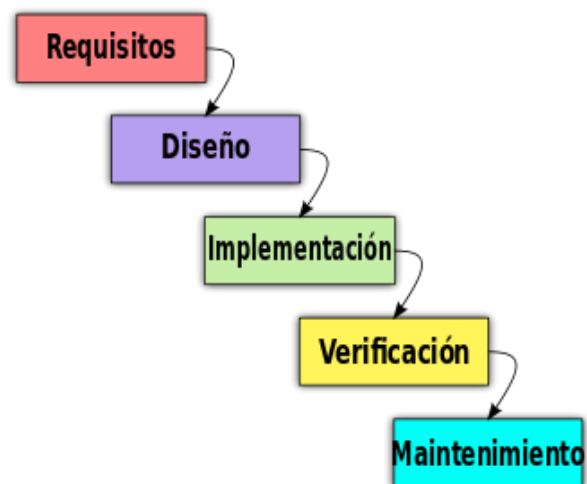 Requisitos
Diseño
Implementación
Verificación
Maintenimiento